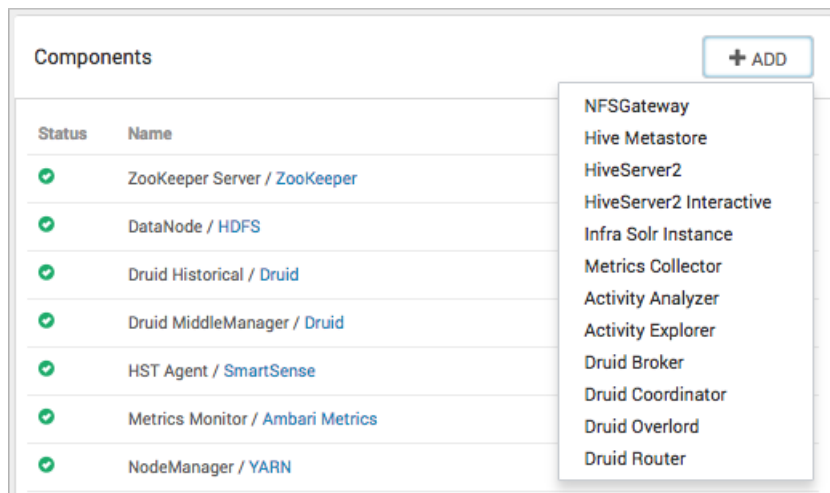 Components
+ ADD
Status Name
ZooKeeper Server / ZooKeeper
DataNode / HDFS
Druid Historical / Druid
Druid MiddleManager / Druid
HST Agent / SmartSense
Metrics Monitor / Ambari Metrics
NodeManager / YARN
NFSGateway
Hive Metastore
HiveServer2
HiveServer2 Interactive
Infra Solr Instance
Metrics Collector
Activity Analyzer
Activity Explorer
Druid Broker
Druid Coordinator
Druid Overlord
Druid Router